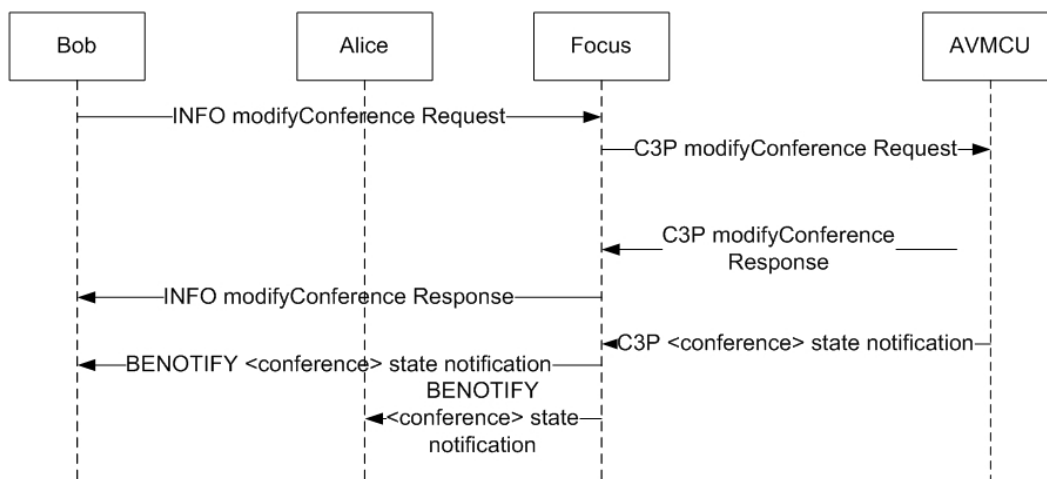 Bob
Alice
Focus
AVMCU
INFO modifyConference Request
C3P modifyConference Request
C3P modifyConference
Response
INFO modifyConference Response
C3P <conference> state notification
BENOTIFY <conference> state notification
BENOTIFY
<conference> state
notification